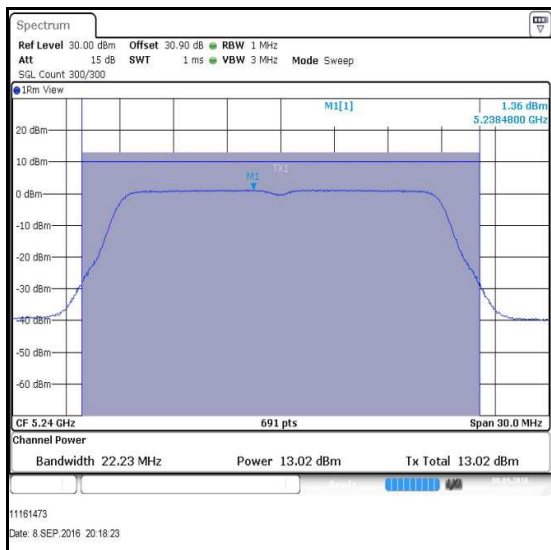 Spectrum
Ref Level 30.00 dBm Offset 30.90 dB RBW 1 MHz
Att 15 dB SWT 1 ms VBW 3 MHz Mode Sweep
SGL Count 300/300
1Rm View
M1[1] 1.36 dBm
5.2384800 GHz
20 dBm
10 dBm
TX1
M1
0 dBm
-10 dBm
-20 dBm
-30 dBm
-40 dBm
-50 dBm
-60 dBm
CF 5.24 GHz 691 pts Span 30.0 MHz
Channel Power
Bandwidth 22.23 MHz Power 13.02 dBm Tx Total 13.02 dBm
11161473
Date: 8.SEP.2016 20:18:23